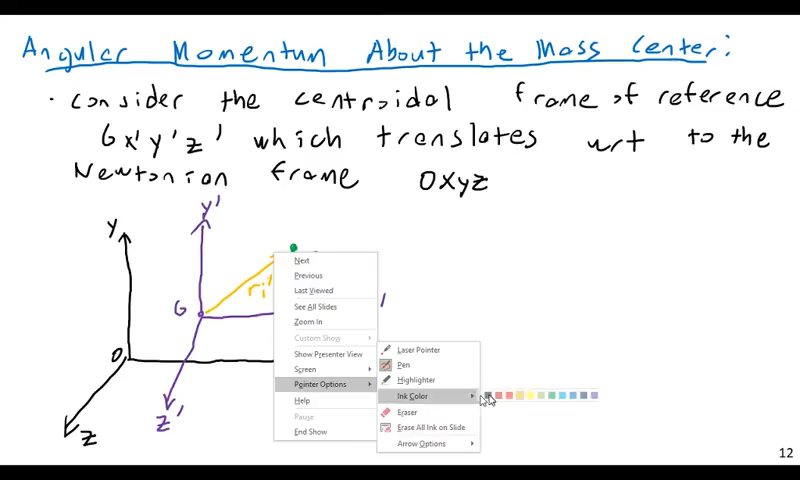 Angular Momentum About the Mass Center:
• Consider the centroidal frame of reference
Gx'y'z' which translates wrt to the
Newtonian frame OXyz
y'
y
ri'
G
O
z'
z
Next
Previous
Last Viewed
See All Slides
Zoom In
Custom Show
Show Presenter View
Screen
Pointer Options
Help
Pause
End Show
Laser Pointer
Pen
Highlighter
Ink Color
Eraser
Erase All Ink on Slide
Arrow Options
12